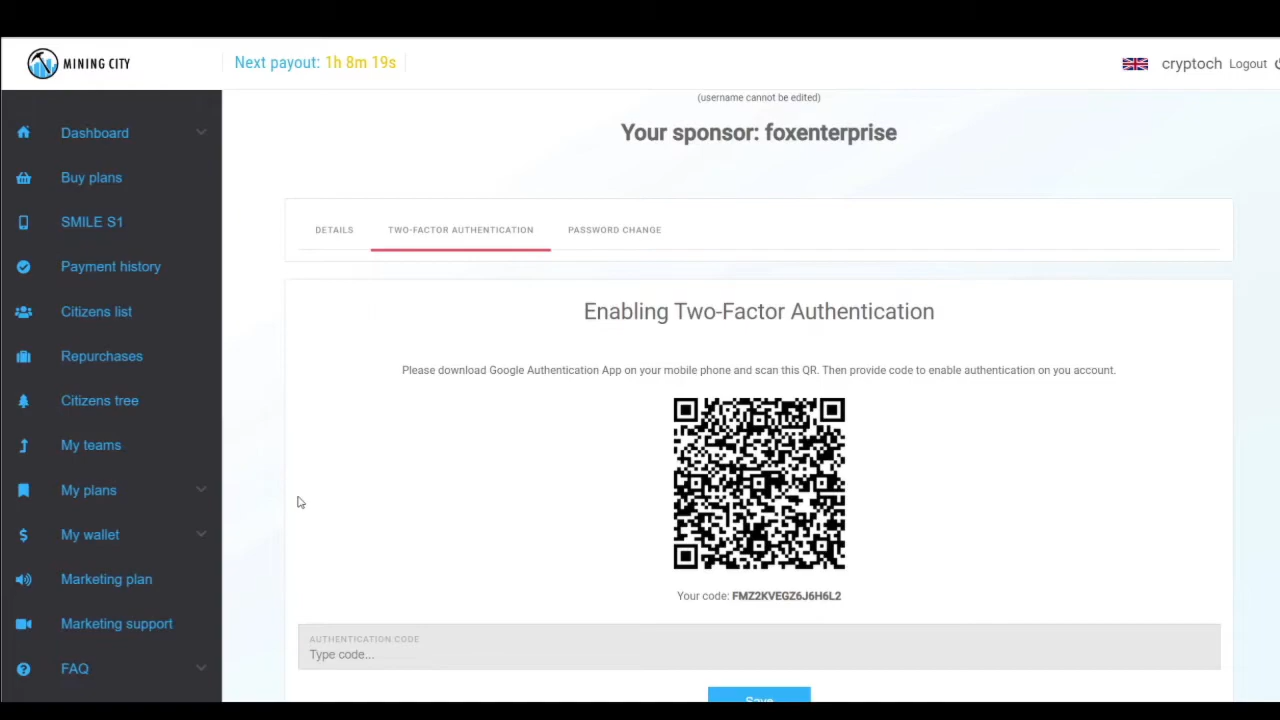 MINING CITY
Next payout: 1h 8m 19s
cryptoch Logout
Dashboard
Buy plans
SMILE S1
Payment history
Citizens list
Repurchases
Citizens tree
My teams
My plans
My wallet
Marketing plan
Marketing support
FAQ
(username cannot be edited)
Your sponsor: foxenterprise
DETAILS TWO-FACTOR AUTHENTICATION PASSWORD CHANGE
Enabling Two-Factor Authentication
Please download Google Authentication App on your mobile phone and scan this QR. Then provide code to enable authentication on you account.
Your code: FMZ2KVEGZ6J6H6L2
AUTHENTICATION CODE
Type code...
Save